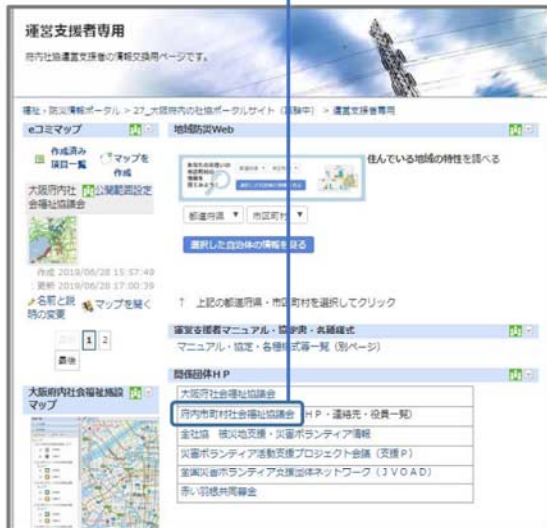 運営支援者専用
府内社協運営支援者の情報交換用ページです。
福祉・防災情報ポータル > 27_大阪府内の社協ポータルサイト（試験中） > 運営支援者専用
eコミマップ
作成済み項目一覧
マップを作成
大阪府内社会福祉協議会
公開範囲設定
作成 2019/06/28 15:57:49
: 更新 2019/06/28 17:00:39
名前と説明の変更
マップを開く
1 2
最後
大阪府内社会福祉施設マップ
地域防災Web
住んでいる地域の特性を調べる
都道府県 ▼ 市区町村 ▼
選択した自治体の情報を見る
↑ 上記の都道府県・市区町村を選択してクリック
運営支援者マニュアル・協定書・各種様式
マニュアル・協定・各種様式等一覧（別ページ）
関係団体HP
大阪府社会福祉協議会
府内市町村社会福祉協議会（HP・連絡先・役員一覧）
全社協 被災地支援・災害ボランティア情報
災害ボランティア活動支援プロジェクト会議（支援P）
全国災害ボランティア支援団体ネットワーク（JVOAD）
赤い羽根共同募金